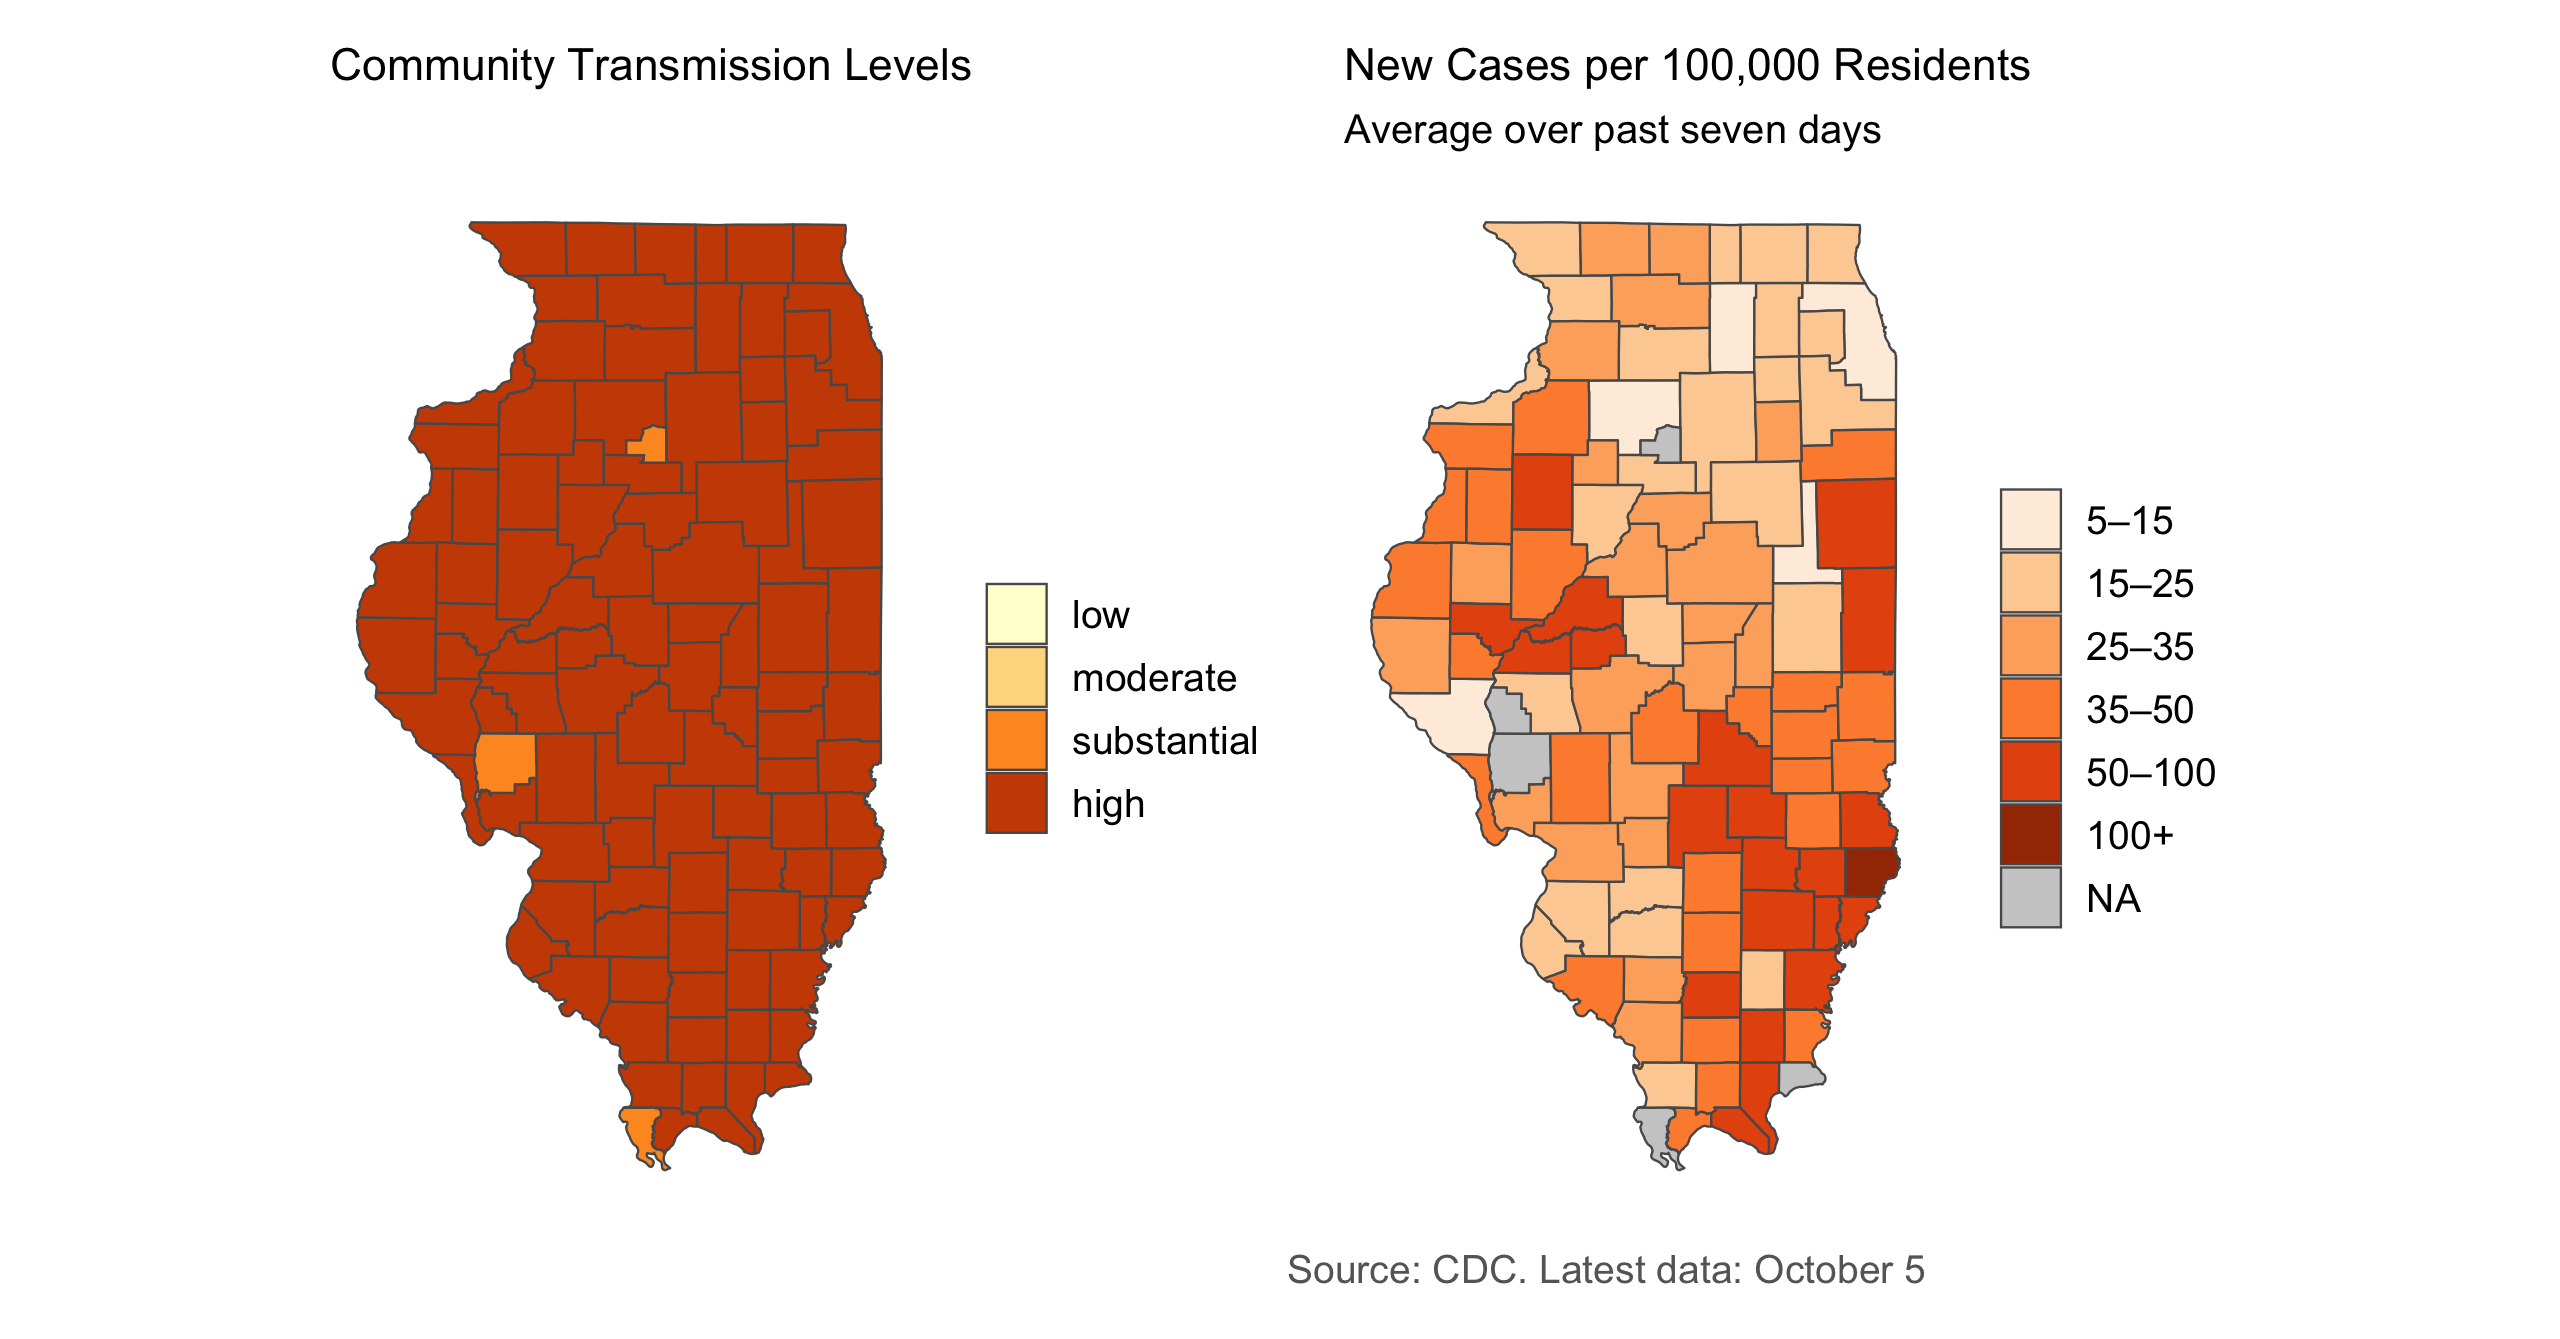 Community Transmission Levels
low
moderate
substantial
high
New Cases per 100,000 Residents
Average over past seven days
5–15
15–25
25–35
35–50
50–100
100+
NA
Source: CDC. Latest data: October 5